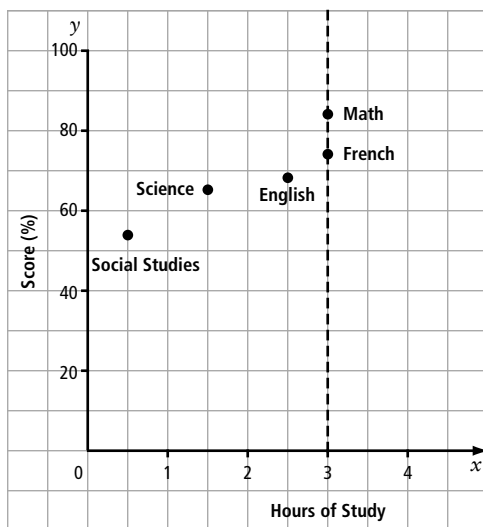 y
100
Math
80
French
Science
English
60
Score (%)
Social Studies
40
20
0
1
2
3
4
x
Hours of Study